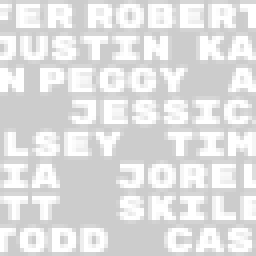 FER ROBERT
JUSTIN KA
N PEGGY A
JESSIC
LSEY TIM
IA JOREL
TT SKILE
TODD CAS